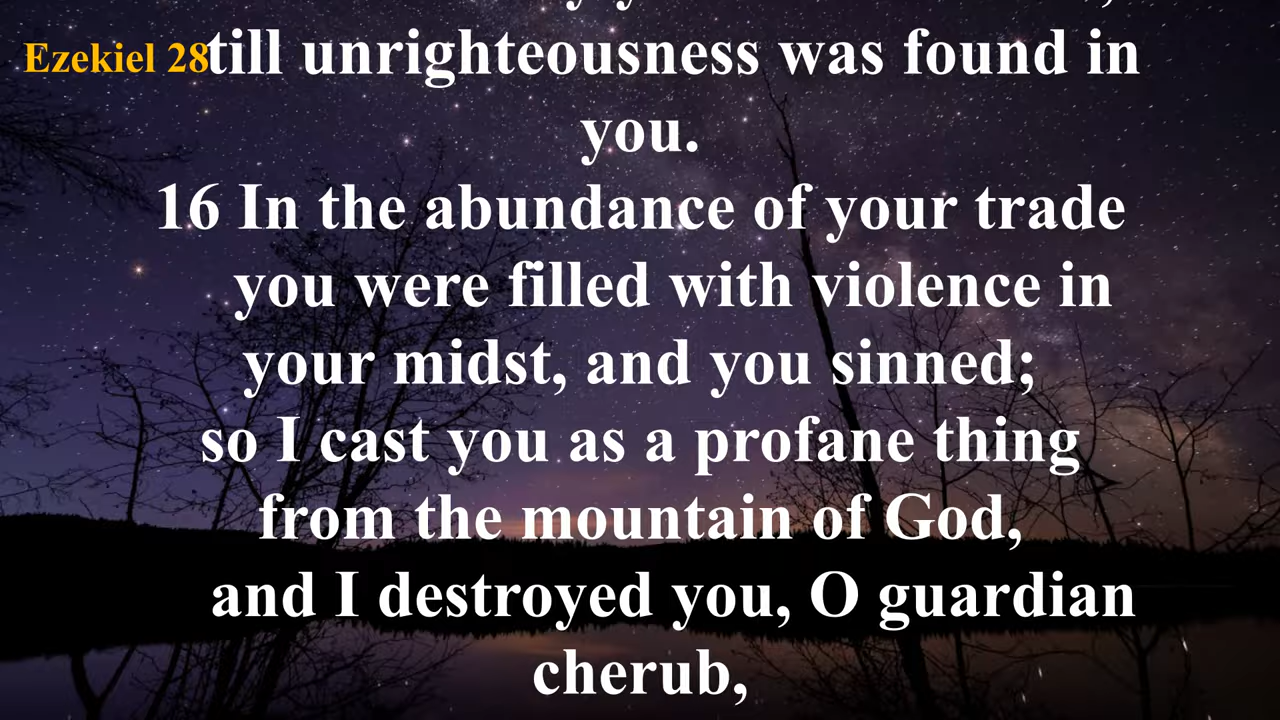 Ezekiel 28
till unrighteousness was found in
you.
16 In the abundance of your trade
you were filled with violence in
your midst, and you sinned;
so I cast you as a profane thing
from the mountain of God,
and I destroyed you, O guardian
cherub,